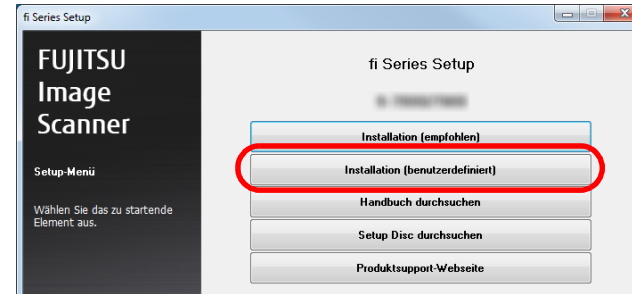 fi Series Setup
FUJITSU
Image
Scanner
Setup-Menü
Wählen Sie das zu startende
Element aus.
fi Series Setup
Installation (empfohlen)
Installation (benutzerdefiniert)
Handbuch durchsuchen
Setup Disc durchsuchen
Produktsupport-Webseite